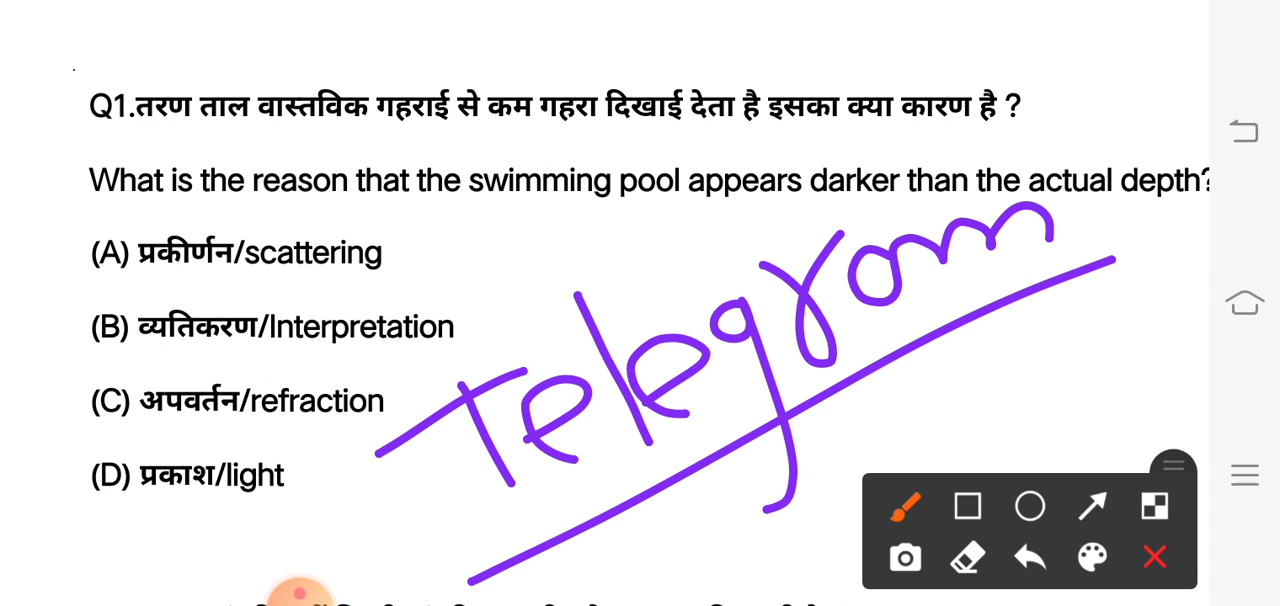 Q1.तरण ताल वास्तविक गहराई से कम गहरा दिखाई देता है इसका क्या कारण है ?
What is the reason that the swimming pool appears darker than the actual depth?
(A) प्रकीर्णन/scattering
(B) व्यतिकरण/Interpretation
(C) अपवर्तन/refraction
(D) प्रकाश/light
Telegram